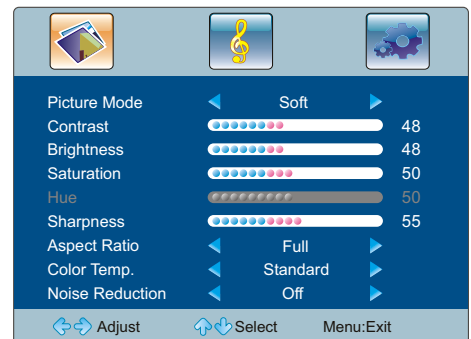 Picture Mode Soft
Contrast 48
Brightness 48
Saturation 50
Hue 50
Sharpness 55
Aspect Ratio Full
Color Temp. Standard
Noise Reduction Off
Adjust Select Menu:Exit